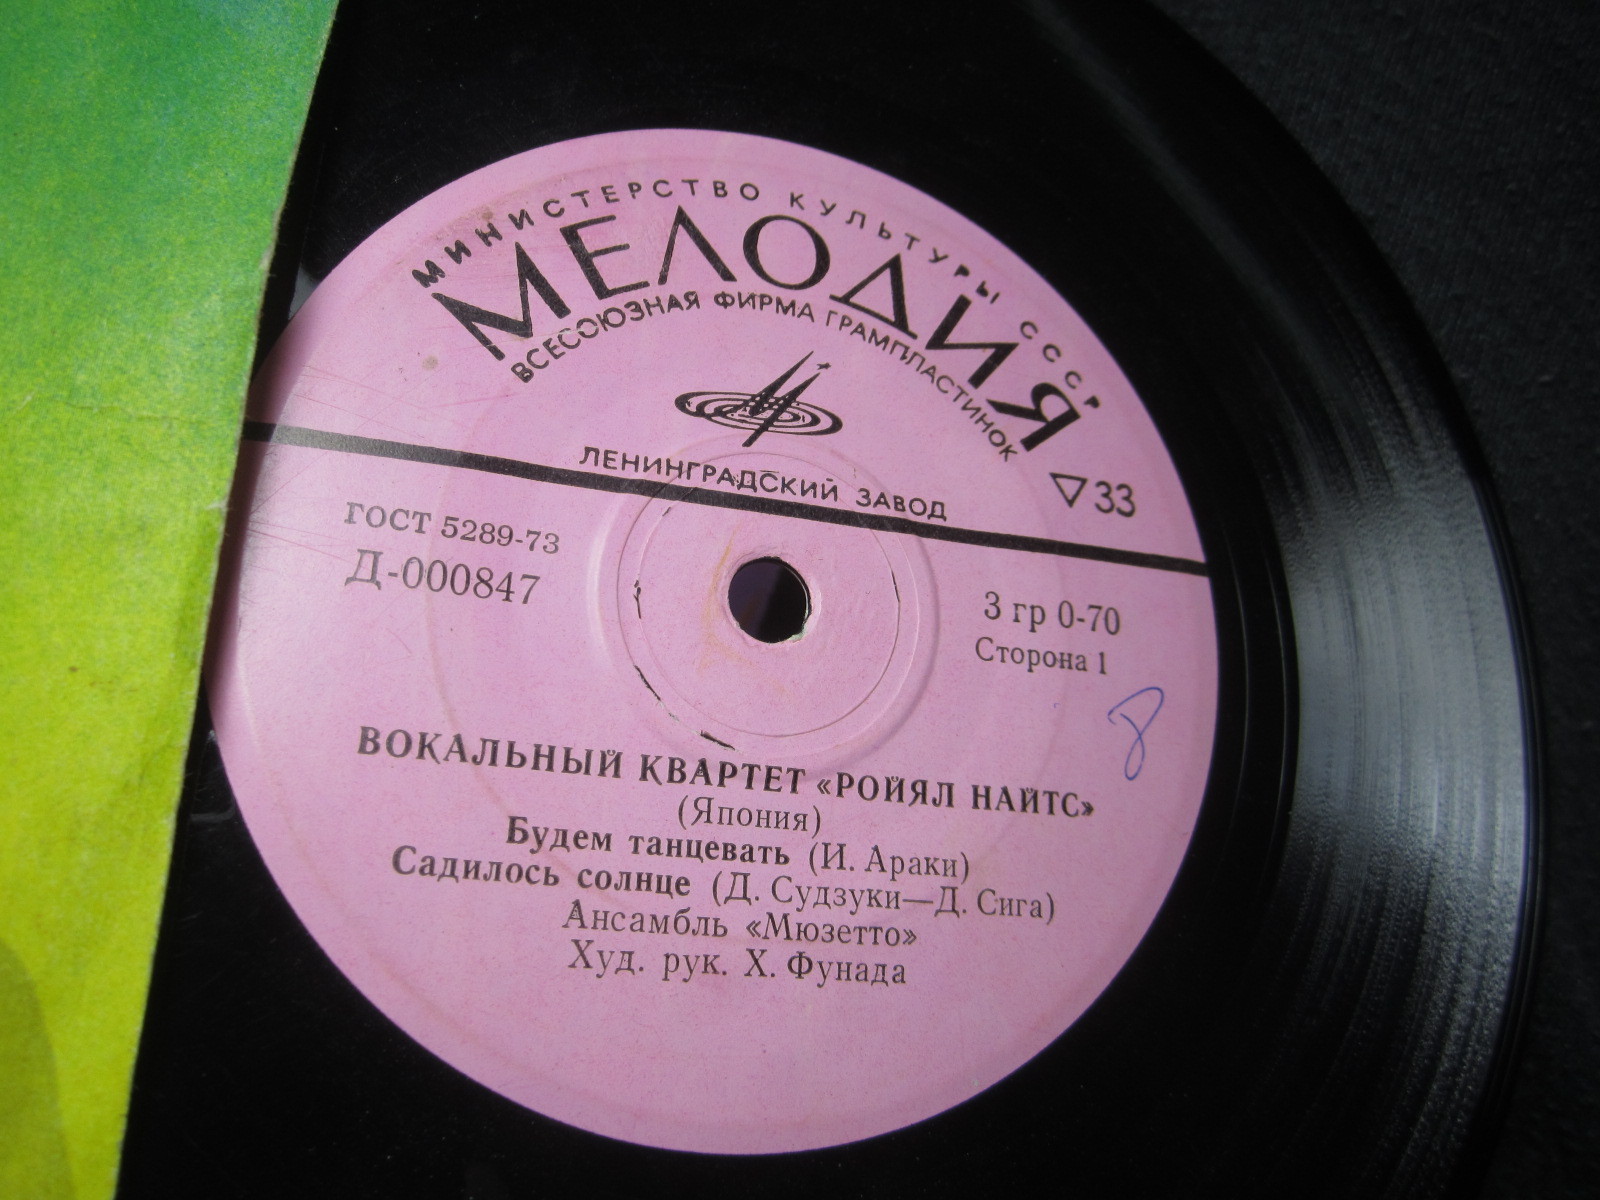 МИНИСТЕРСТВО КУЛЬТУРЫ СССР
МЕЛОДИЯ
ВСЕСОЮЗНАЯ ФИРМА ГРАМПЛАСТИНОК
ЛЕНИНГРАДСКИЙ ЗАВОД
▽33
ГОСТ 5289-73
Д-000847
3 гр 0-70
Сторона 1
8
ВОКАЛЬНЫЙ КВАРТЕТ «РОЙЯЛ НАЙТС»
(Япония)
Будем танцевать (И. Араки)
Садилось солнце (Д. Судзуки—Д. Сига)
Ансамбль «Мюзетто»
Худ. рук. Х. Фунада